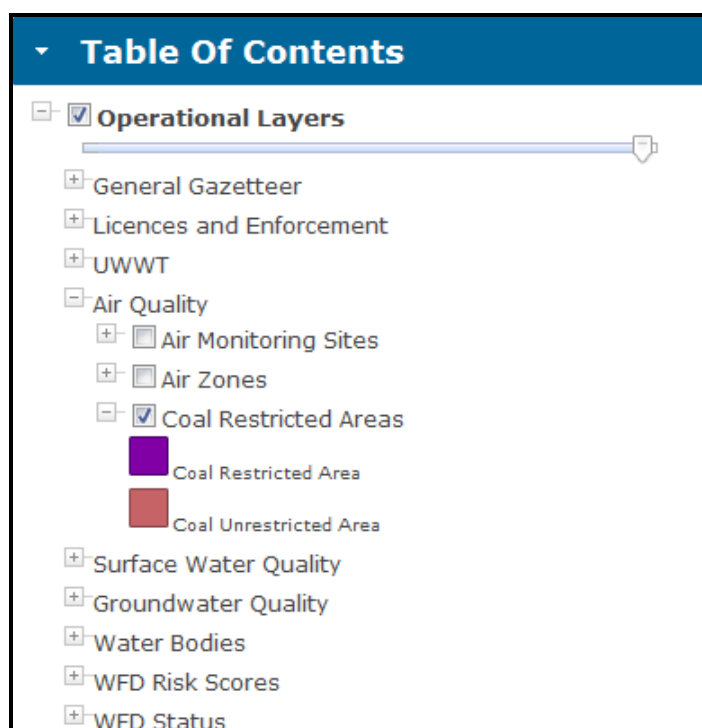 Table Of Contents
Operational Layers
General Gazetteer
Licences and Enforcement
UWWT
Air Quality
Air Monitoring Sites
Air Zones
Coal Restricted Areas
Coal Restricted Area
Coal Unrestricted Area
Surface Water Quality
Groundwater Quality
Water Bodies
WFD Risk Scores
WFD Status